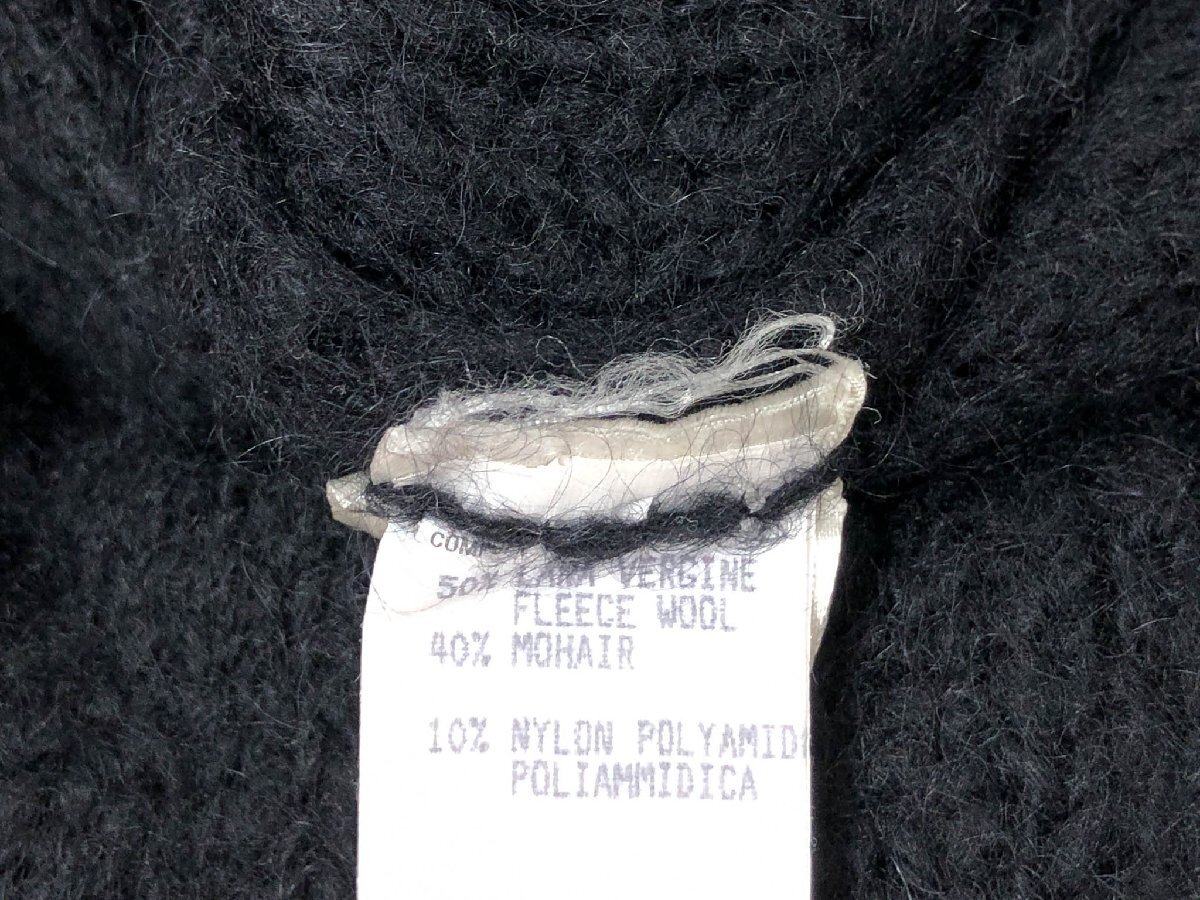 50% LANA VERGINE
FLEECE WOOL
40% MOHAIR
10% NYLON POLYAMID
POLIAMMIDICA